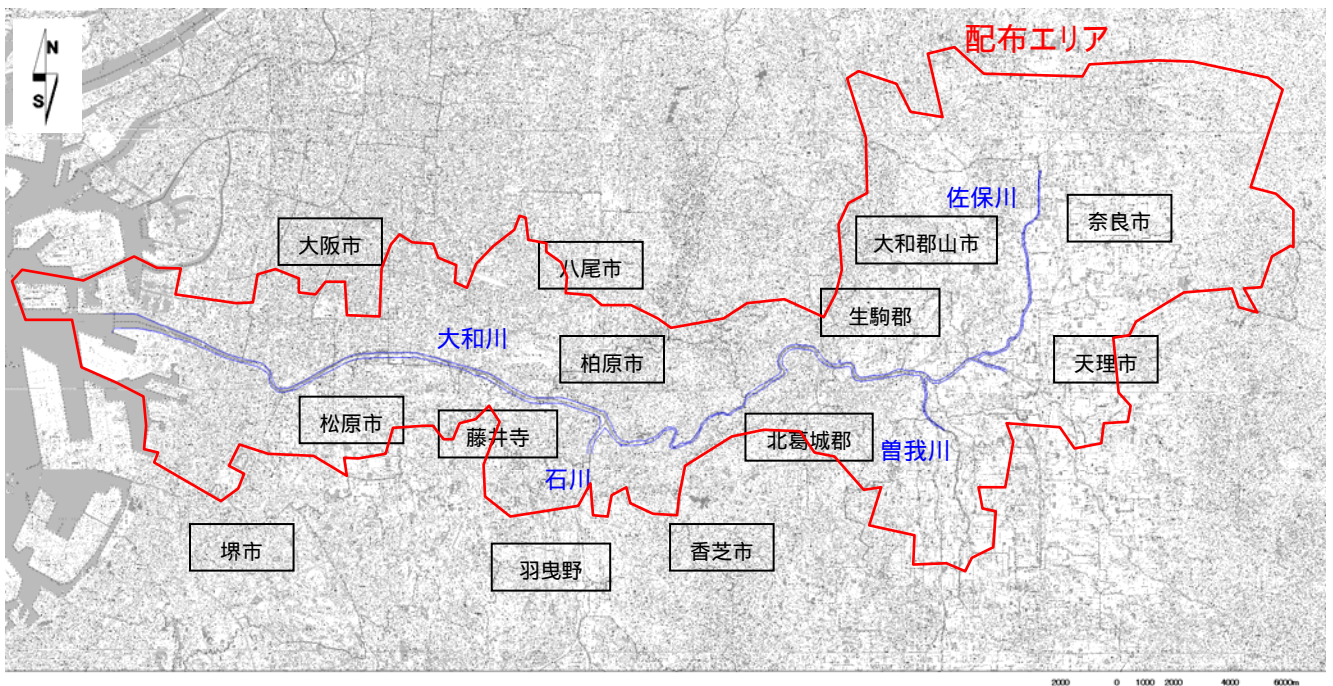 配布エリア
N
S
佐保川
奈良市
大阪市
大和郡山市
八尾市
生駒郡
大和川
柏原市
天理市
松原市
藤井寺
北葛城郡
曽我川
石川
堺市
羽曳野
香芝市
2000 0 1000 2000 4000 6000m